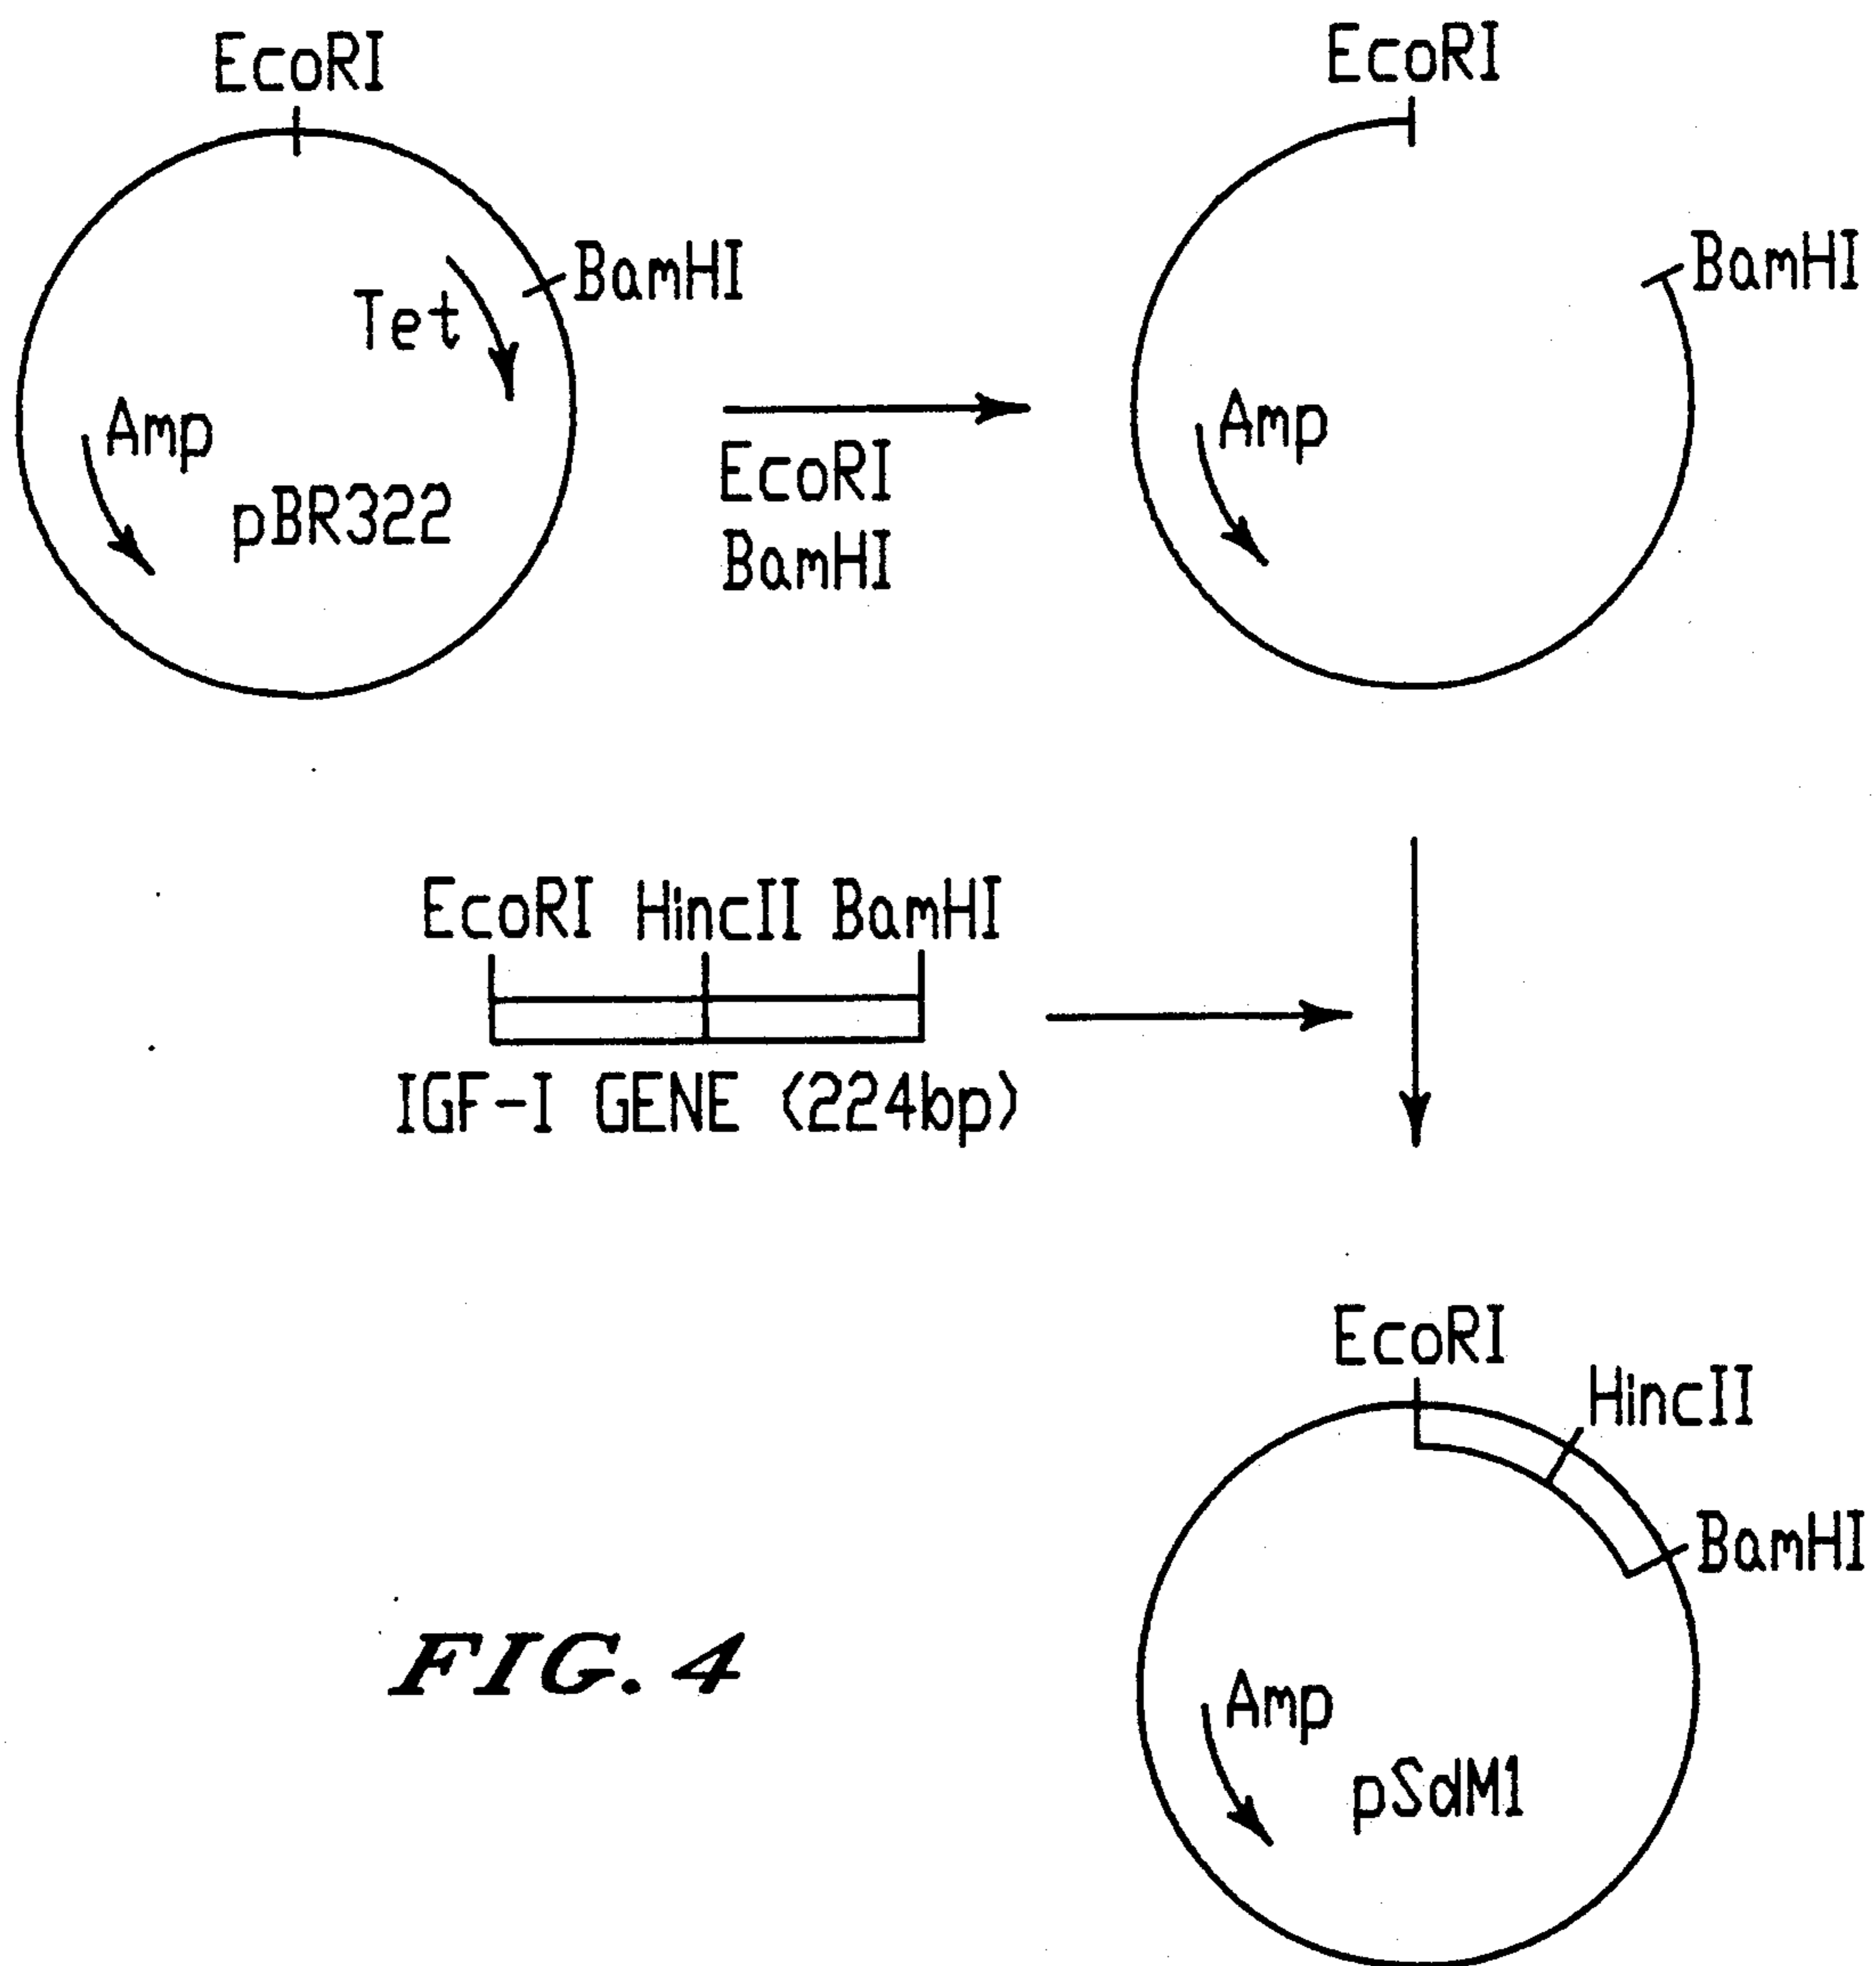 EcoRI
BamHI
Tet
Amp
pBR322
EcoRI
BamHI
EcoRI
BamHI
Amp
EcoRI HincII BamHI
IGF-I GENE (224bp)
EcoRI
HincII
BamHI
Amp
pSdM1
FIG. 4